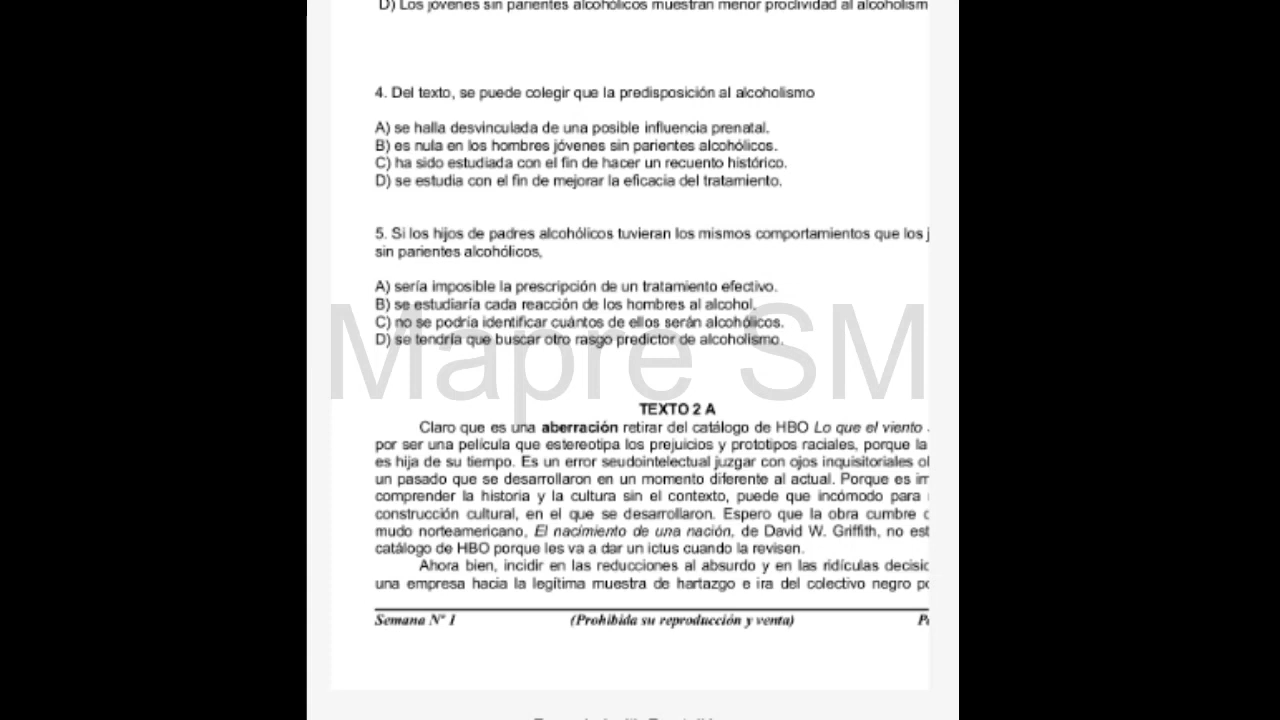 D) Los jóvenes sin parientes alcohólicos muestran menor proclividad al alcoholism
4. Del texto, se puede colegir que la predisposición al alcoholismo
A) se halla desvinculada de una posible influencia prenatal.
B) es nula en los hombres jóvenes sin parientes alcohólicos.
C) ha sido estudiada con el fin de hacer un recuento histórico.
D) se estudia con el fin de mejorar la eficacia del tratamiento.
5. Si los hijos de padres alcohólicos tuvieran los mismos comportamientos que los j
sin parientes alcohólicos,
A) sería imposible la prescripción de un tratamiento efectivo.
B) se estudiaría cada reacción de los hombres al alcohol.
C) no se podría identificar cuántos de ellos serán alcohólicos.
D) se tendría que buscar otro rasgo predictor de alcoholismo.
Mapre SM
TEXTO 2 A
Claro que es una aberración retirar del catálogo de HBO Lo que el viento
por ser una película que estereotipa los prejuicios y prototipos raciales, porque la
es hija de su tiempo. Es un error seudointelectual juzgar con ojos inquisitoriales
un pasado que se desarrollaron en un momento diferente al actual. Porque es
comprender la historia y la cultura sin el contexto, puede que incómodo para
construcción cultural, en el que se desarrollaron. Espero que la obra cumbre
mudo norteamericano, El nacimiento de una nación, de David W. Griffith, no est
catálogo de HBO porque les va a dar un ictus cuando la revisen.
Ahora bien, incidir en las reducciones al absurdo y en las ridículas decisio
una empresa hacia la legítima muestra de hartazgo e ira del colectivo negro
Semana Nº 1 (Prohibida su reproducción y venta)